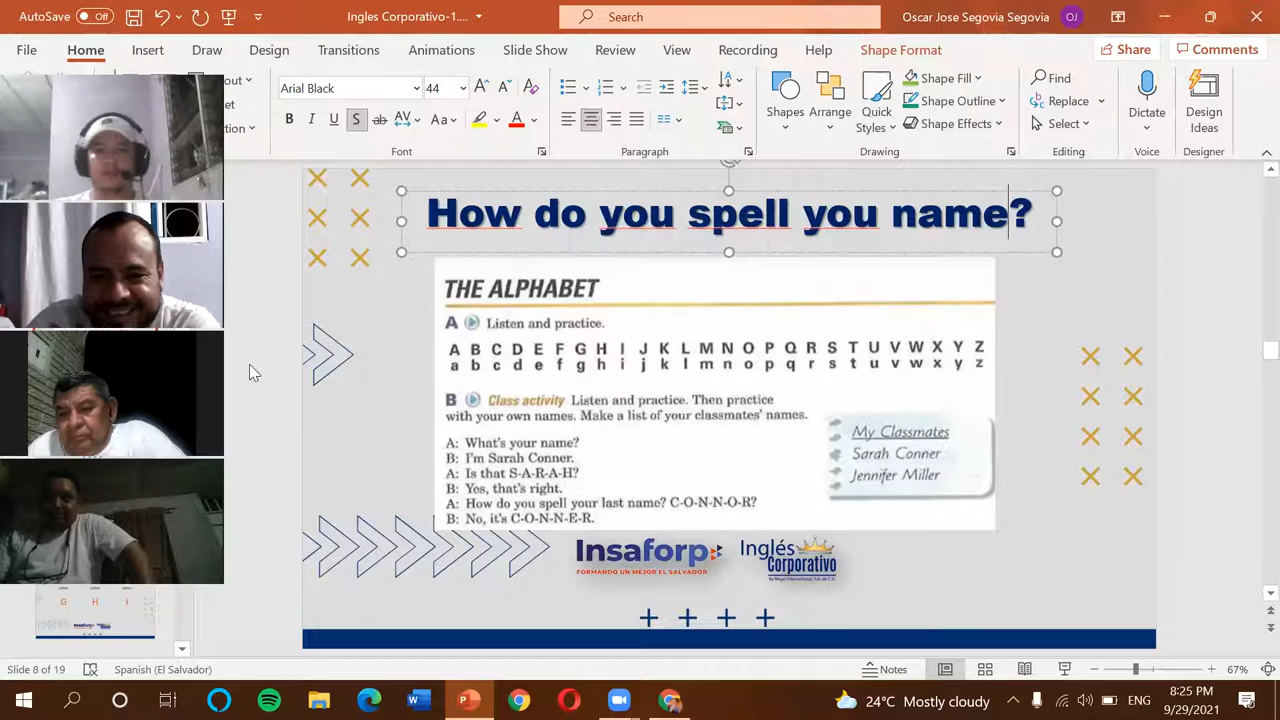 AutoSave Off Ingles Corporativo-1.... Search Oscar Jose Segovia Segovia OJ
File Home Insert Draw Design Transitions Animations Slide Show Review View Recording Help Shape Format Share Comments
Arial Black 44 Shape Fill Find
Shapes Arrange Quick Styles Shape Outline Replace Dictate Design Ideas
B I U S ab AV Aa A Shape Effects Select
Font Paragraph Drawing Editing Voice Designer
How do you spell you name?
THE ALPHABET
A Listen and practice.
A B C D E F G H I J K L M N O P Q R S T U V W X Y Z
a b c d e f g h i j k l m n o p q r s t u v w x y z
B Class activity Listen and practice. Then practice
with your own names. Make a list of your classmates' names.
A: What's your name?
B: I'm Sarah Conner.
A: Is that S-A-R-A-H?
B: Yes, that's right.
A: How do you spell your last name? C-O-N-N-O-R?
B: No, it's C-O-N-N-E-R.
My Classmates
Sarah Conner
Jennifer Miller
Insaforp
FORMANDO UN MEJOR EL SALVADOR
Inglés
Corporativo
G H I
Slide 8 of 19 Spanish (El Salvador) Notes 67%
24°C Mostly cloudy ENG 8:25 PM
9/29/2021